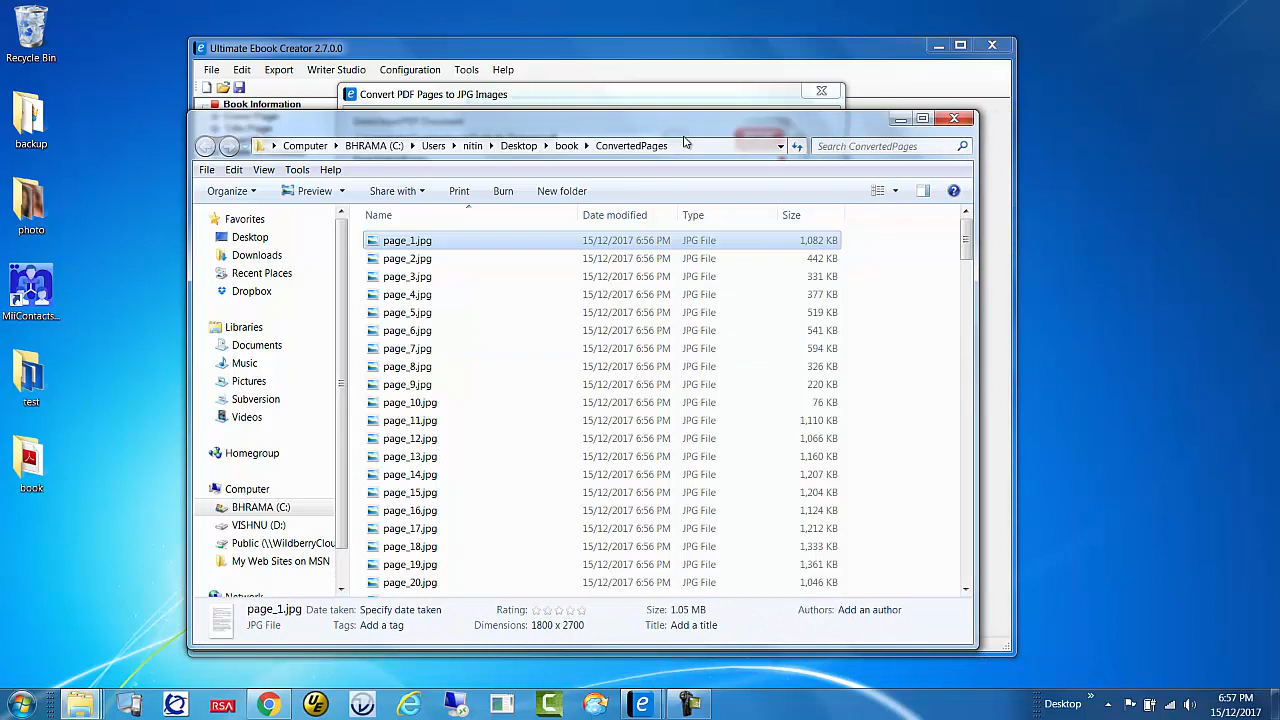 Recycle Bin
backup
photo
MiiContacts...
test
book
Ultimate Ebook Creator 2.7.0.0
File Edit Export Writer Studio Configuration Tools Help
Book Information
Convert PDF Pages to JPG Images
Computer BHRAMA (C:) Users nitin Desktop book ConvertedPages
Search ConvertedPages
File Edit View Tools Help
Organize Preview Share with Print Burn New folder
Favorites
Desktop
Downloads
Recent Places
Dropbox
Libraries
Documents
Music
Pictures
Subversion
Videos
Homegroup
Computer
BHRAMA (C:)
VISHNU (D:)
Public (\\WildberryClou
My Web Sites on MSN
Network
Name Date modified Type Size
page_1.jpg 15/12/2017 6:56 PM JPG File 1,082 KB
page_2.jpg 15/12/2017 6:56 PM JPG File 442 KB
page_3.jpg 15/12/2017 6:56 PM JPG File 331 KB
page_4.jpg 15/12/2017 6:56 PM JPG File 377 KB
page_5.jpg 15/12/2017 6:56 PM JPG File 519 KB
page_6.jpg 15/12/2017 6:56 PM JPG File 541 KB
page_7.jpg 15/12/2017 6:56 PM JPG File 594 KB
page_8.jpg 15/12/2017 6:56 PM JPG File 326 KB
page_9.jpg 15/12/2017 6:56 PM JPG File 220 KB
page_10.jpg 15/12/2017 6:56 PM JPG File 76 KB
page_11.jpg 15/12/2017 6:56 PM JPG File 1,110 KB
page_12.jpg 15/12/2017 6:56 PM JPG File 1,066 KB
page_13.jpg 15/12/2017 6:56 PM JPG File 1,160 KB
page_14.jpg 15/12/2017 6:56 PM JPG File 1,207 KB
page_15.jpg 15/12/2017 6:56 PM JPG File 1,204 KB
page_16.jpg 15/12/2017 6:56 PM JPG File 1,124 KB
page_17.jpg 15/12/2017 6:56 PM JPG File 1,212 KB
page_18.jpg 15/12/2017 6:56 PM JPG File 1,333 KB
page_19.jpg 15/12/2017 6:56 PM JPG File 1,361 KB
page_20.jpg 15/12/2017 6:56 PM JPG File 1,046 KB
page_1.jpg Date taken: Specify date taken Rating: Size: 1.05 MB Authors: Add an author
JPG File Tags: Add a tag Dimensions: 1800 x 2700 Title: Add a title
RSA
UE
Desktop
6:57 PM
15/12/2017